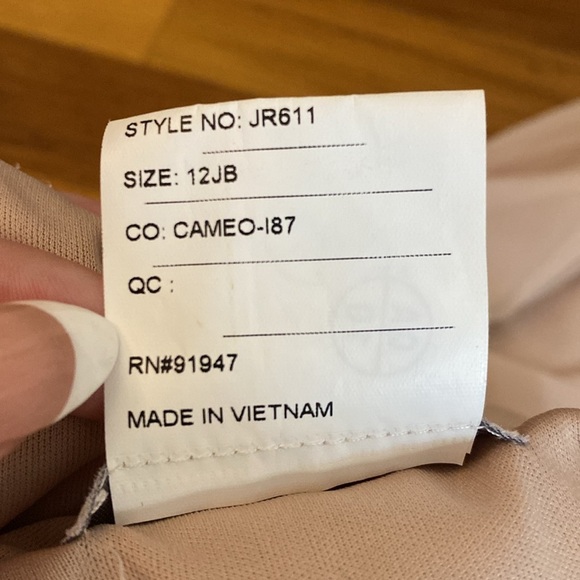 STYLE NO: JR611
SIZE: 12JB
CO: CAMEO-I87
QC :
RN#91947
MADE IN VIETNAM